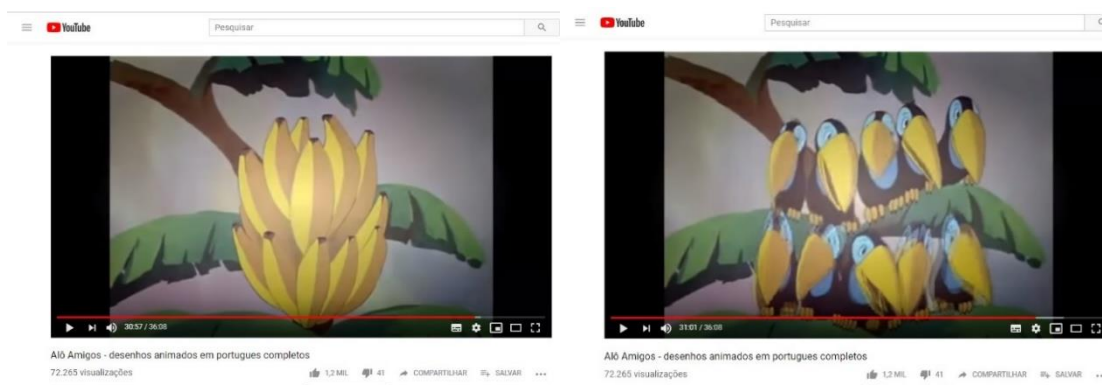 YouTube Pesquisar
30:57 / 36:08
Alô Amigos - desenhos animados em portugues completos
72.265 visualizações 1,2 MIL 41 COMPARTILHAR SALVAR ...
YouTube Pesquisar
31:01 / 36:08
Alô Amigos - desenhos animados em portugues completos
72.265 visualizações 1,2 MIL 41 COMPARTILHAR SALVAR ...